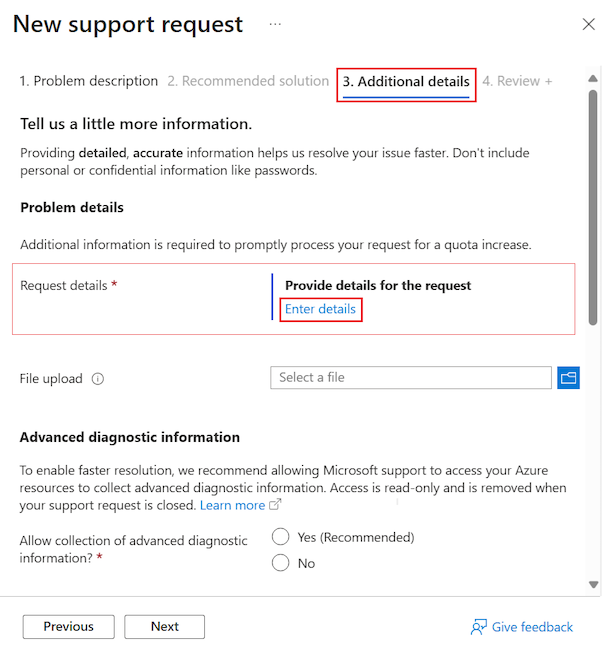 New support request ...
1. Problem description 2. Recommended solution 3. Additional details 4. Review +
Tell us a little more information.
Providing detailed, accurate information helps us resolve your issue faster. Don't include
personal or confidential information like passwords.
Problem details
Additional information is required to promptly process your request for a quota increase.
Request details *
Provide details for the request
Enter details
File upload
Select a file
Advanced diagnostic information
To enable faster resolution, we recommend allowing Microsoft support to access your Azure
resources to collect advanced diagnostic information. Access is read-only and is removed when
your support request is closed. Learn more
Allow collection of advanced diagnostic
information? *
Yes (Recommended)
No
Previous Next Give feedback